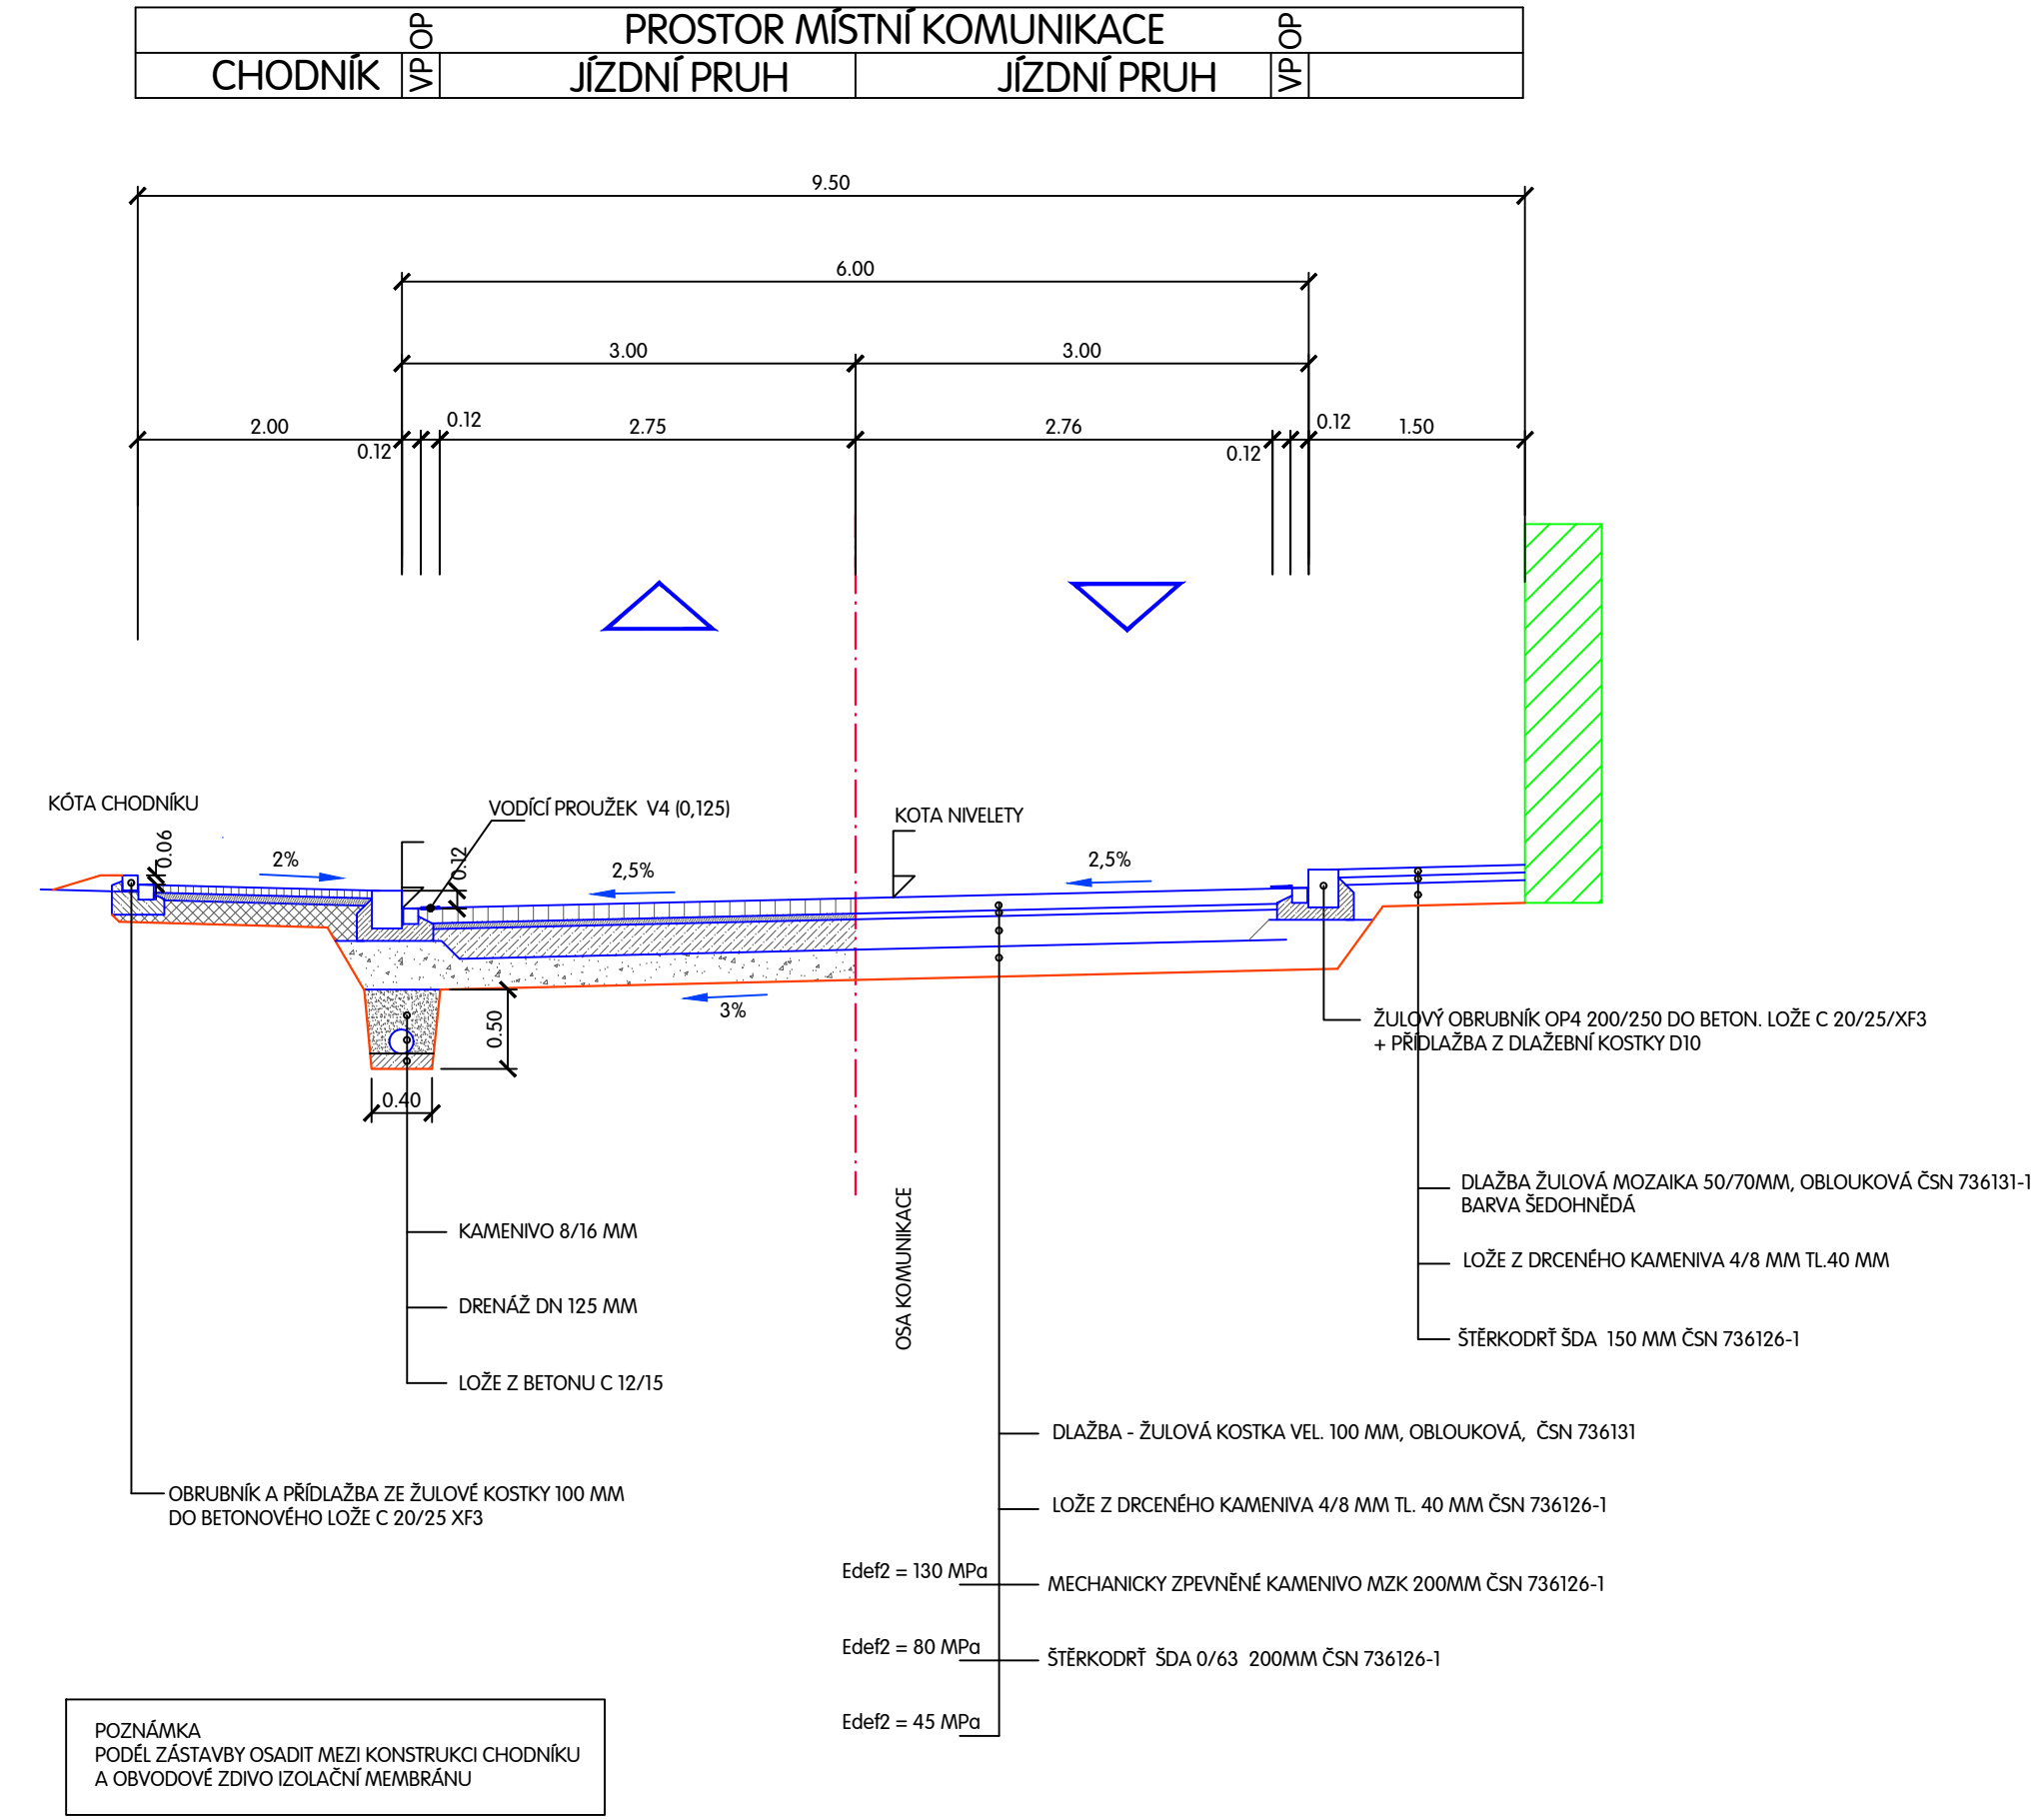 PROSTOR MÍSTNÍ KOMUNIKACE
OP
OP
CHODNÍK
VP
JÍZDNÍ PRUH
JÍZDNÍ PRUH
VP
9.50
6.00
3.00
3.00
2.00
0.12
0.12
2.75
2.76
0.12
0.12
1.50
KÓTA CHODNÍKU
0.06
2%
VODÍCÍ PROUŽEK V4 (0,125)
0.12
2,5%
KOTA NIVELETY
2,5%
3%
0.50
0.40
ŽULOVÝ OBRUBNÍK OP4 200/250 DO BETON. LOŽE C 20/25/XF3
+ PŘÍDLAŽBA Z DLAŽEBNÍ KOSTKY D10
DLAŽBA ŽULOVÁ MOZAIKA 50/70MM, OBLOUKOVÁ ČSN 736131-1
BARVA ŠEDOHNĚDÁ
LOŽE Z DRCENÉHO KAMENIVA 4/8 MM TL.40 MM
ŠTĚRKODRŤ ŠDA 150 MM ČSN 736126-1
KAMENIVO 8/16 MM
DRENÁŽ DN 125 MM
LOŽE Z BETONU C 12/15
OSA KOMUNIKACE
OBRUBNÍK A PŘÍDLAŽBA ZE ŽULOVÉ KOSTKY 100 MM
DO BETONOVÉHO LOŽE C 20/25 XF3
DLAŽBA - ŽULOVÁ KOSTKA VEL. 100 MM, OBLOUKOVÁ, ČSN 736131
LOŽE Z DRCENÉHO KAMENIVA 4/8 MM TL. 40 MM ČSN 736126-1
Edef2 = 130 MPa
MECHANICKY ZPEVNĚNÉ KAMENIVO MZK 200MM ČSN 736126-1
Edef2 = 80 MPa
ŠTĚRKODRŤ ŠDA 0/63 200MM ČSN 736126-1
Edef2 = 45 MPa
POZNÁMKA
PODÉL ZÁSTAVBY OSADIT MEZI KONSTRUKCI CHODNÍKU
A OBVODOVÉ ZDIVO IZOLAČNÍ MEMBRÁNU